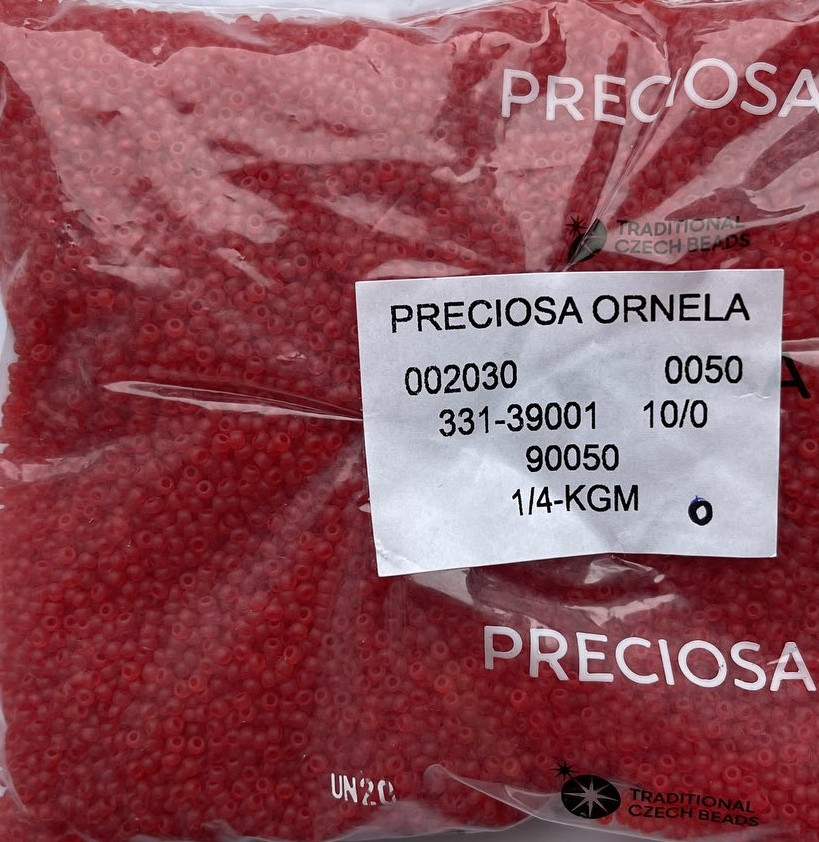 PRECIOSA
TRADITIONAL
CZECH BEADS
PRECIOSA ORNELA
002030 0050
331-39001 10/0
90050
1/4-KGM O
A
PRECIOSA
UN20
TRADITIONAL
CZECH BEADS